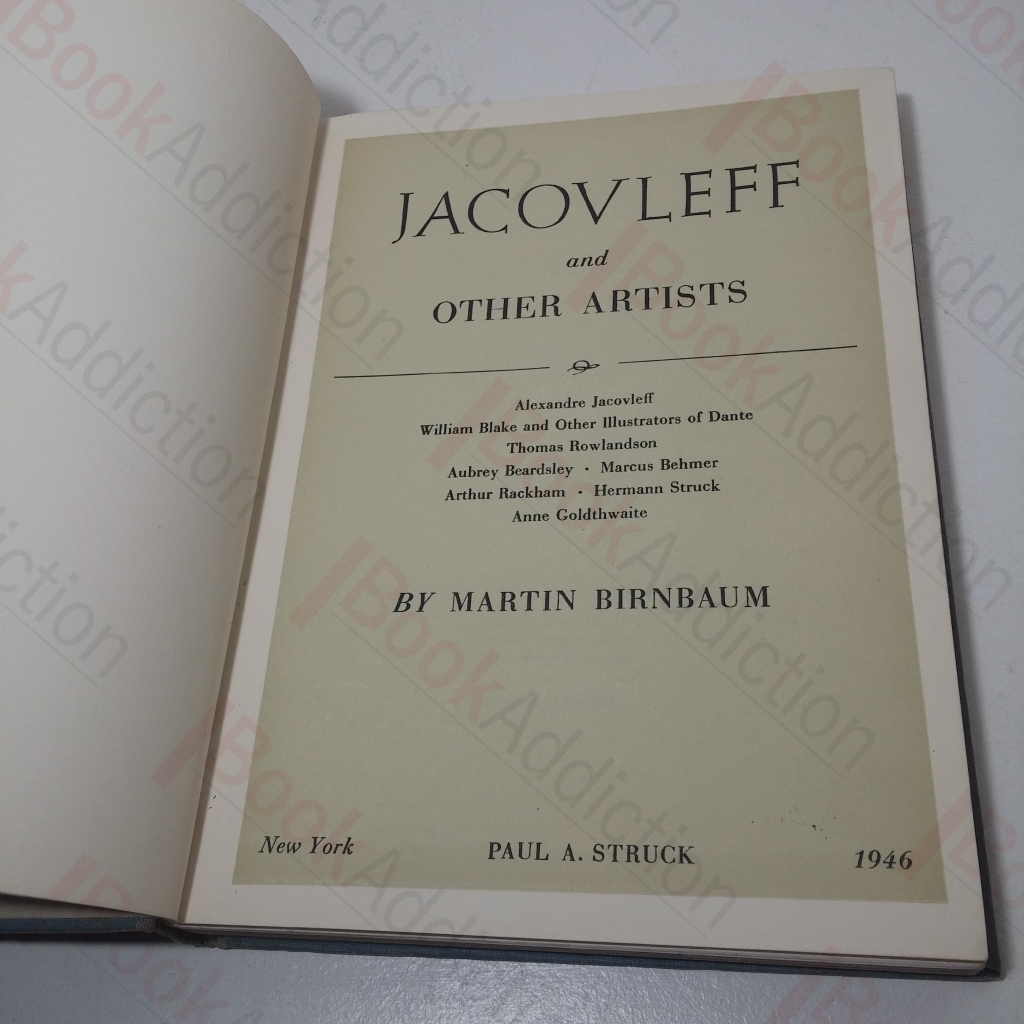 JACOVLEFF
and
OTHER ARTISTS
Alexandre Jacovleff
William Blake and Other Illustrators of Dante
Thomas Rowlandson
Aubrey Beardsley · Marcus Behmer
Arthur Rackham · Hermann Struck
Anne Goldthwaite
BY MARTIN BIRNBAUM
New York PAUL A. STRUCK 1946
BookAddiction